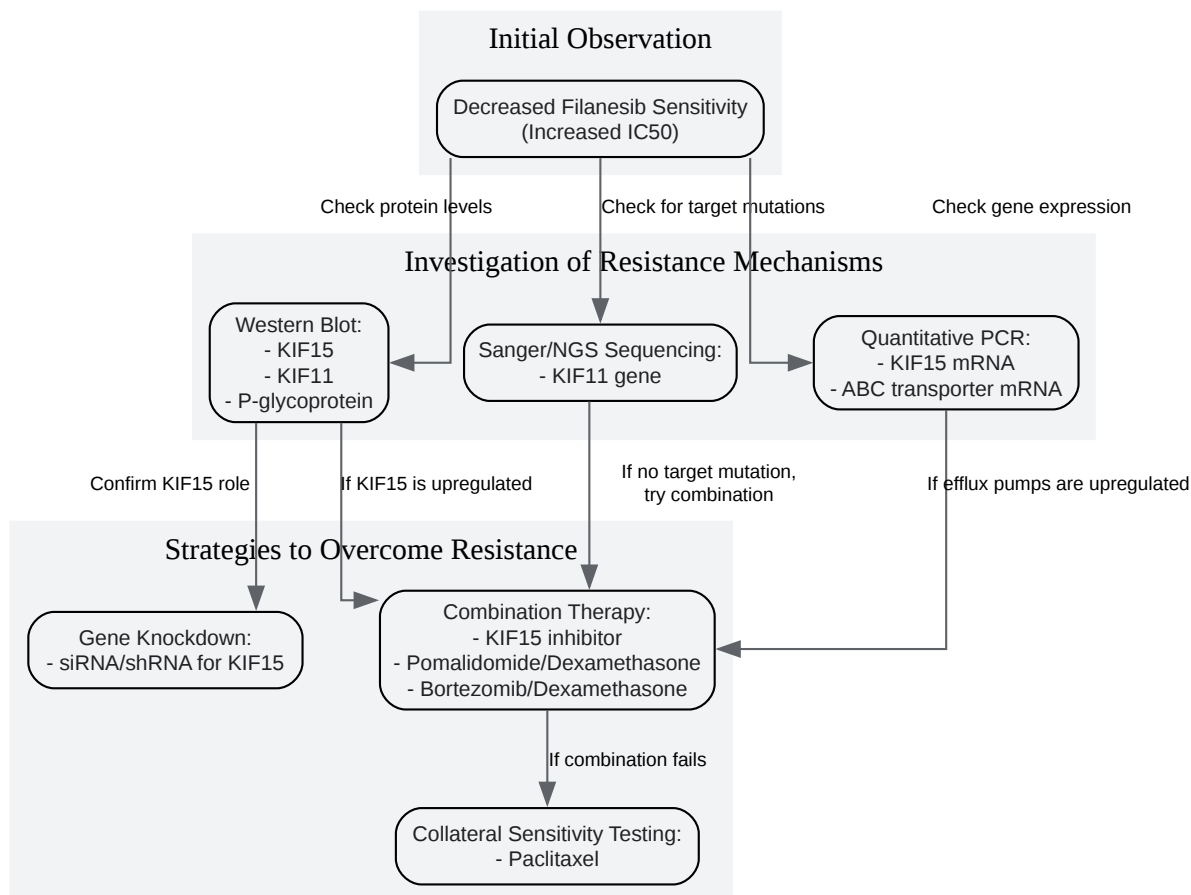 Initial Observation
Decreased Filanesib Sensitivity
(Increased IC50)
Check protein levels
Check for target mutations
Check gene expression
Investigation of Resistance Mechanisms
Western Blot:
- KIF15
- KIF11
- P-glycoprotein
Sanger/NGS Sequencing:
- KIF11 gene
Quantitative PCR:
- KIF15 mRNA
- ABC transporter mRNA
Confirm KIF15 role
If KIF15 is upregulated
If no target mutation,
try combination
If efflux pumps are upregulated
Strategies to Overcome Resistance
Gene Knockdown:
- siRNA/shRNA for KIF15
Combination Therapy:
- KIF15 inhibitor
- Pomalidomide/Dexamethasone
- Bortezomib/Dexamethasone
If combination fails
Collateral Sensitivity Testing:
- Paclitaxel